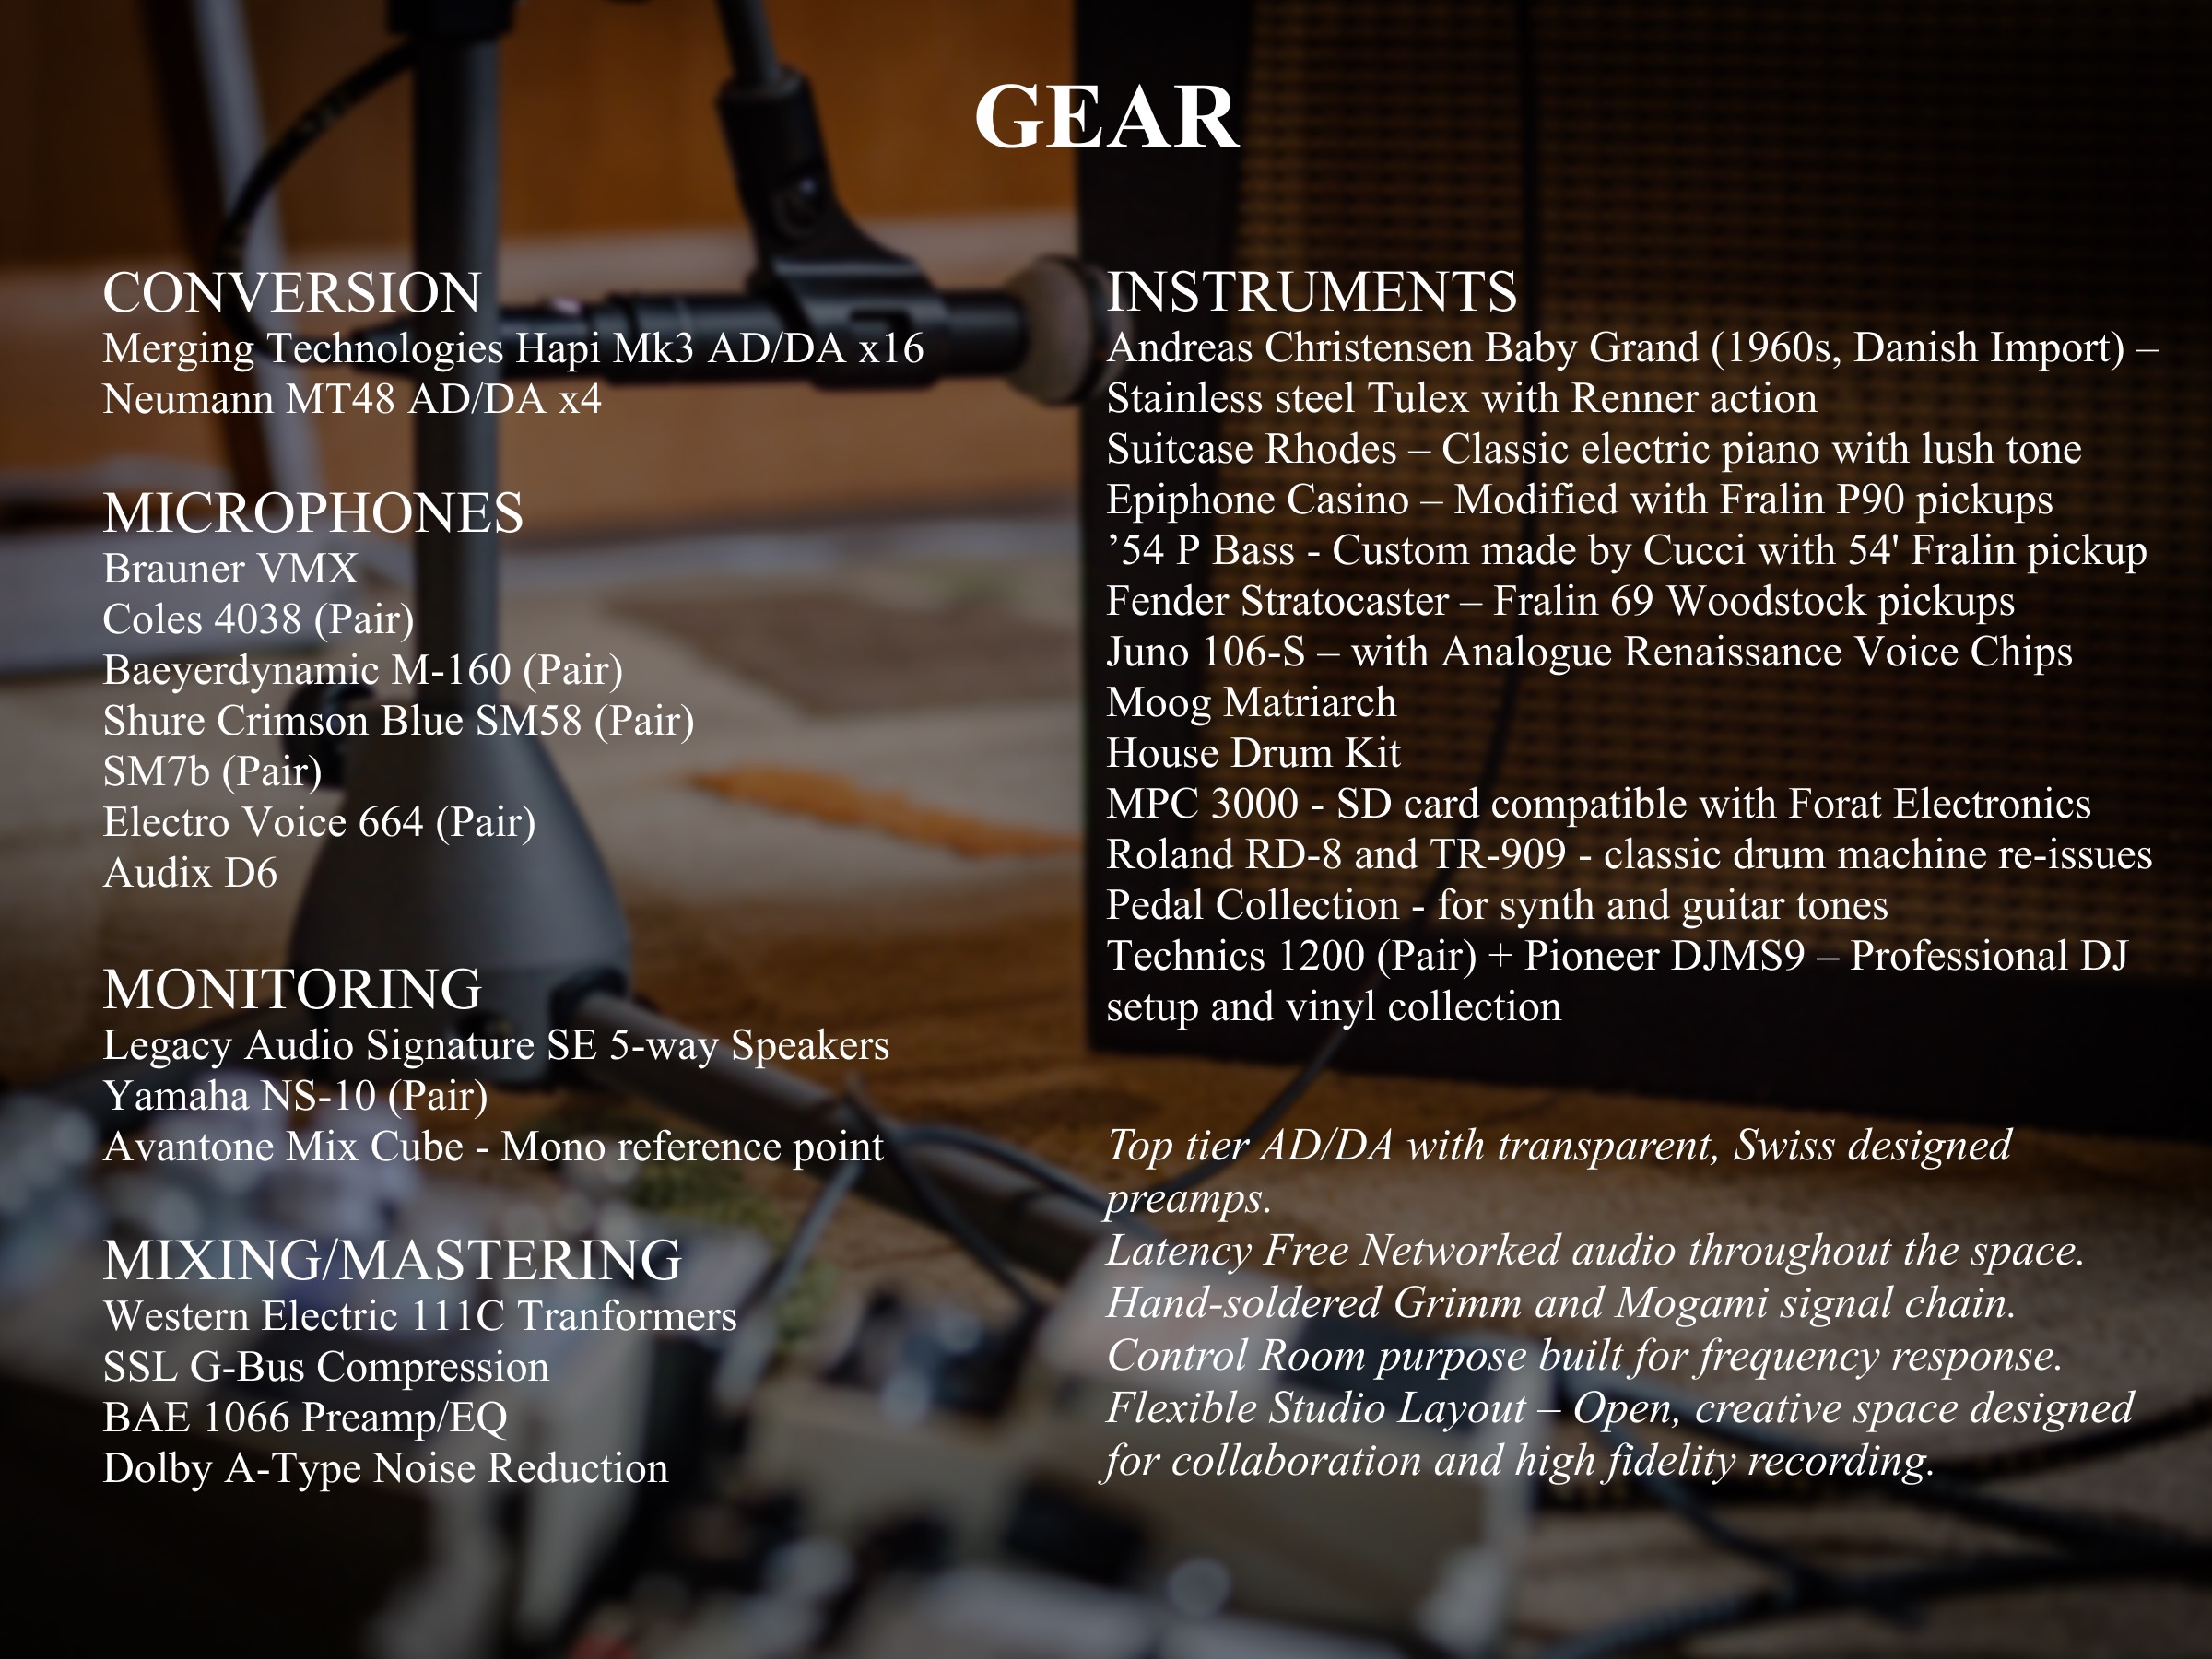 GEAR
CONVERSION
Merging Technologies Hapi Mk3 AD/DA x16
Neumann MT48 AD/DA x4
MICROPHONES
Brauner VMX
Coles 4038 (Pair)
Baeyerdynamic M-160 (Pair)
Shure Crimson Blue SM58 (Pair)
SM7b (Pair)
Electro Voice 664 (Pair)
Audix D6
MONITORING
Legacy Audio Signature SE 5-way Speakers
Yamaha NS-10 (Pair)
Avantone Mix Cube - Mono reference point
MIXING/MASTERING
Western Electric 111C Tranformers
SSL G-Bus Compression
BAE 1066 Preamp/EQ
Dolby A-Type Noise Reduction
INSTRUMENTS
Andreas Christensen Baby Grand (1960s, Danish Import) –
Stainless steel Tulex with Renner action
Suitcase Rhodes – Classic electric piano with lush tone
Epiphone Casino – Modified with Fralin P90 pickups
’54 P Bass - Custom made by Cucci with 54' Fralin pickup
Fender Stratocaster – Fralin 69 Woodstock pickups
Juno 106-S – with Analogue Renaissance Voice Chips
Moog Matriarch
House Drum Kit
MPC 3000 - SD card compatible with Forat Electronics
Roland RD-8 and TR-909 - classic drum machine re-issues
Pedal Collection - for synth and guitar tones
Technics 1200 (Pair) + Pioneer DJMS9 – Professional DJ
setup and vinyl collection
Top tier AD/DA with transparent, Swiss designed
preamps.
Latency Free Networked audio throughout the space.
Hand-soldered Grimm and Mogami signal chain.
Control Room purpose built for frequency response.
Flexible Studio Layout – Open, creative space designed
for collaboration and high fidelity recording.